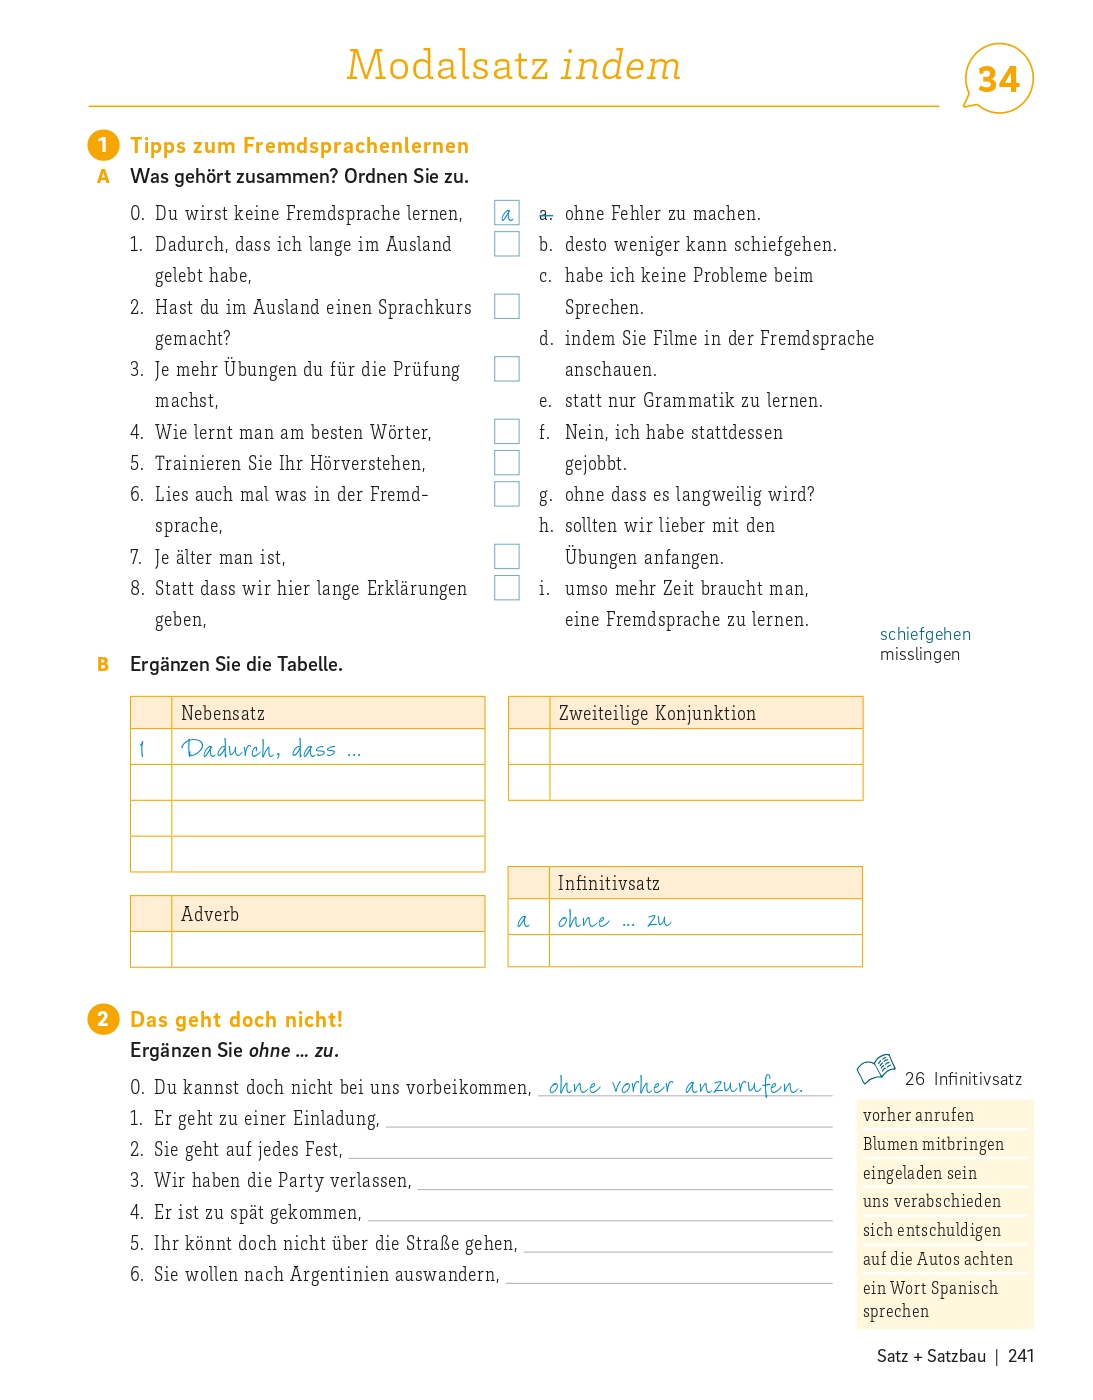 Modalsatz indem
34
1 Tipps zum Fremdsprachenlernen
A Was gehört zusammen? Ordnen Sie zu.
0. Du wirst keine Fremdsprache lernen, a
1. Dadurch, dass ich lange im Ausland
gelebt habe,
2. Hast du im Ausland einen Sprachkurs
gemacht?
3. Je mehr Übungen du für die Prüfung
machst,
4. Wie lernt man am besten Wörter,
5. Trainieren Sie Ihr Hörverstehen,
6. Lies auch mal was in der Fremd-
sprache,
7. Je älter man ist,
8. Statt dass wir hier lange Erklärungen
geben,
a. ohne Fehler zu machen.
b. desto weniger kann schiefgehen.
c. habe ich keine Probleme beim
Sprechen.
d. indem Sie Filme in der Fremdsprache
anschauen.
e. statt nur Grammatik zu lernen.
f. Nein, ich habe stattdessen
gejobbt.
g. ohne dass es langweilig wird?
h. sollten wir lieber mit den
Übungen anfangen.
i. umso mehr Zeit braucht man,
eine Fremdsprache zu lernen.
schiefgehen
misslingen
B Ergänzen Sie die Tabelle.
Nebensatz
1 Dadurch, dass ...
Zweiteilige Konjunktion
Adverb
Infinitivsatz
a ohne ... zu
2 Das geht doch nicht!
Ergänzen Sie ohne ... zu.
0. Du kannst doch nicht bei uns vorbeikommen, ohne vorher anzurufen.
1. Er geht zu einer Einladung,
2. Sie geht auf jedes Fest,
3. Wir haben die Party verlassen,
4. Er ist zu spät gekommen,
5. Ihr könnt doch nicht über die Straße gehen,
6. Sie wollen nach Argentinien auswandern,
26 Infinitivsatz
vorher anrufen
Blumen mitbringen
eingeladen sein
uns verabschieden
sich entschuldigen
auf die Autos achten
ein Wort Spanisch
sprechen
Satz + Satzbau | 241